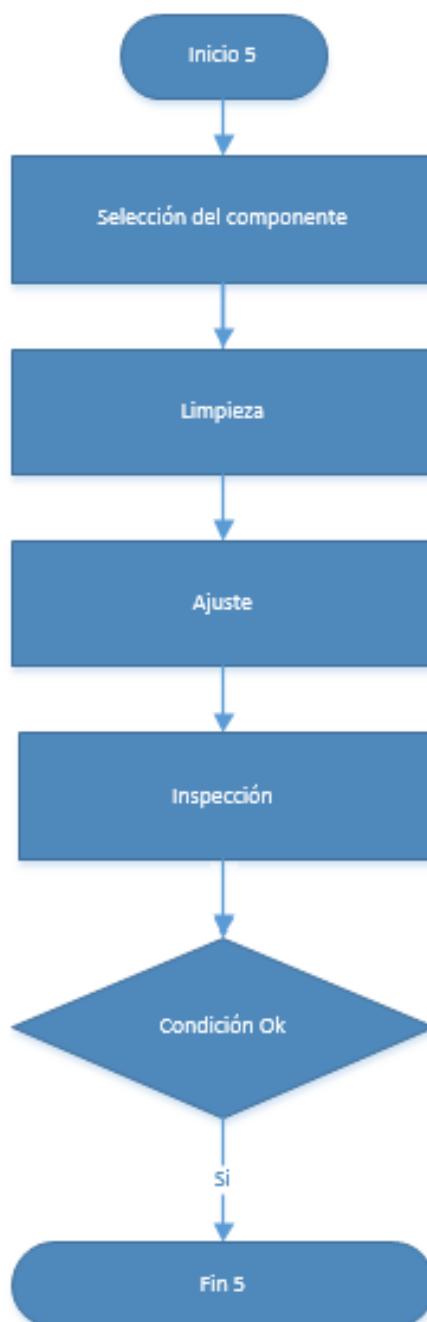 Inicio 5
Selección del componente
Limpieza
Ajuste
Inspección
Condición Ok
Si
Fin 5